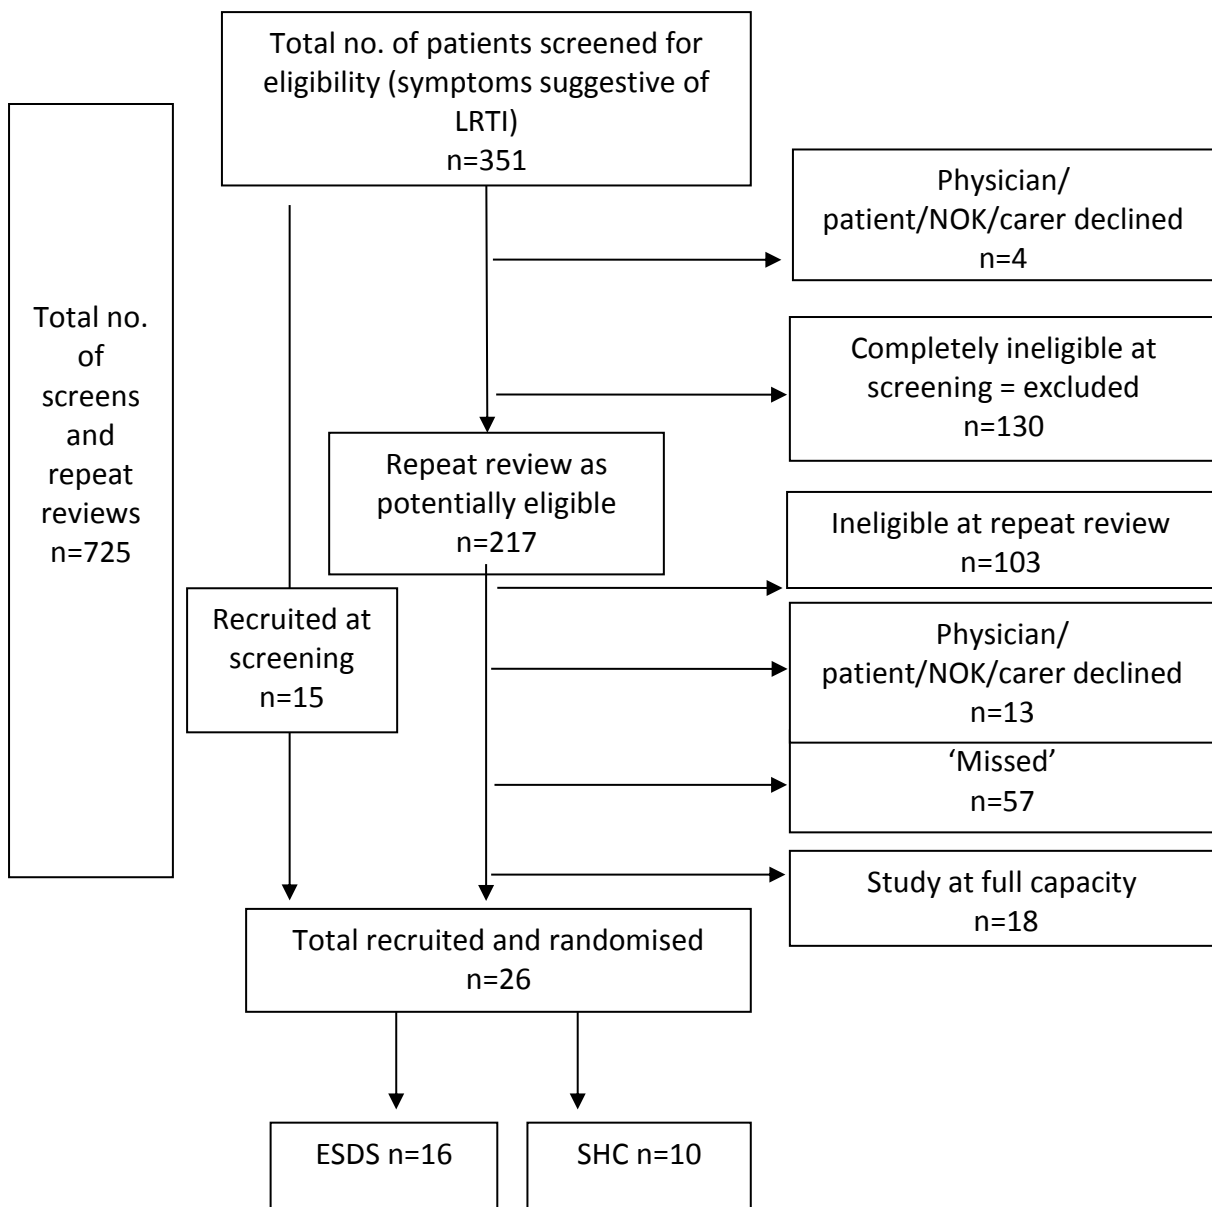 Total no. of patients screened for
eligibility (symptoms suggestive of
LRTI)
n=351
Total no.
of
screens
and
repeat
reviews
n=725
Physician/
patient/NOK/carer declined
n=4
Completely ineligible at
screening = excluded
n=130
Repeat review as
potentially eligible
n=217
Ineligible at repeat review
n=103
Recruited at
screening
n=15
Physician/
patient/NOK/carer declined
n=13
‘Missed’
n=57
Study at full capacity
n=18
Total recruited and randomised
n=26
ESDS n=16
SHC n=10